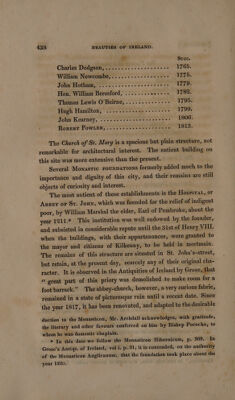 428 BEAUTIES OF IRELAND.
Succ.
Charles Dodgson, 1765.
William Newcombe, 1775.
John Hotham, 1779.
Hon. William Beresford, 1782.
Thomas Lewis O'Beirne, 1795.
Hugh Hamilton, 1799.
John Kearney, 1806.
ROBERT FOWLER, 1813.
The Church of St. Mary is a spacious but plain structure, not
remarkable for architectural interest. The antient building on
this site was more extensive than the present.
Several MONASTIC FOUNDATIONS formerly added much to the
importance and dignity of this city, and their remains are still
objects of curiosity and interest.
The most antient of these establishments is the HOSPITAL, or
ABBEY OF ST. JOHN, which was founded for the relief of indigent
poor, by William Marshal the elder, Earl of Pembroke, about the
year 1211.* This institution was well endowed by the founder,
and subsisted in considerable repute until the 31st of Henry VIII.
when the buildings, with their appurtenances, were granted to
the mayor and citizens of Kilkenny, to be held in mortmain.
The remains of this structure are situated in St. John's-street,
but retain, at the present day, scarcely any of their original cha-
racter. It is observed in the Antiquities of Ireland by Grose, that
"great part of this priory was demolished to make room for a
foot barrack." The abbey-church, however, a very curious fabric,
remained in a state of picturesque ruin until a recent date. Since
the year 1817, it has been renovated, and adapted to the desirable
duction to the Monasticon, Mr. Archdall acknowledges, with gratitude,
the literary and other favours conferred on him by Bishop Pococke, to
whom he was domestic chaplain.
* In this date we follow the Monasticon Hibernicum, p. 369. In
Grose's Antiqs. of Ireland, vol i. p. 31, it is contended, on the authority
of the Monasticon Anglicanum, that the foundation took place about the
year 1220.